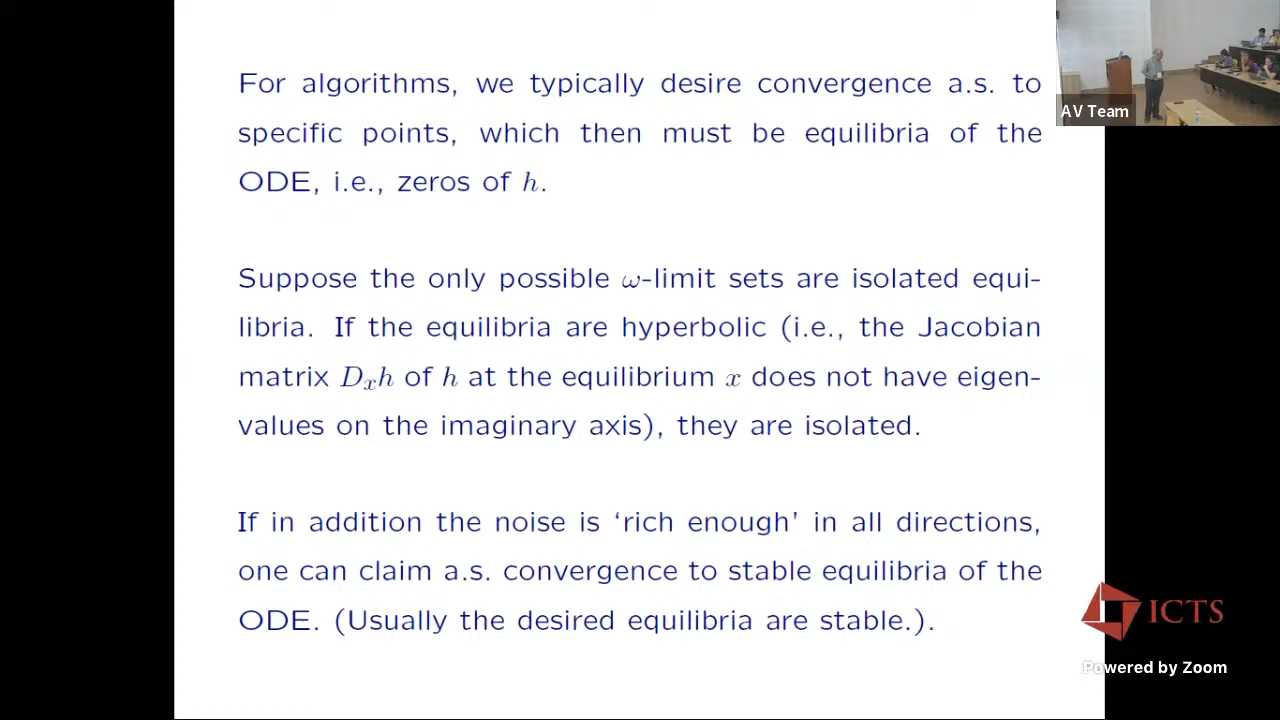 For algorithms, we typically desire convergence a.s. to
specific points, which then must be equilibria of the
ODE, i.e., zeros of h.
Suppose the only possible ω-limit sets are isolated equi-
libria. If the equilibria are hyperbolic (i.e., the Jacobian
matrix Dₓh of h at the equilibrium x does not have eigen-
values on the imaginary axis), they are isolated.
If in addition the noise is ‘rich enough’ in all directions,
one can claim a.s. convergence to stable equilibria of the
ODE. (Usually the desired equilibria are stable.).
AV Team
ICTS
Powered by Zoom